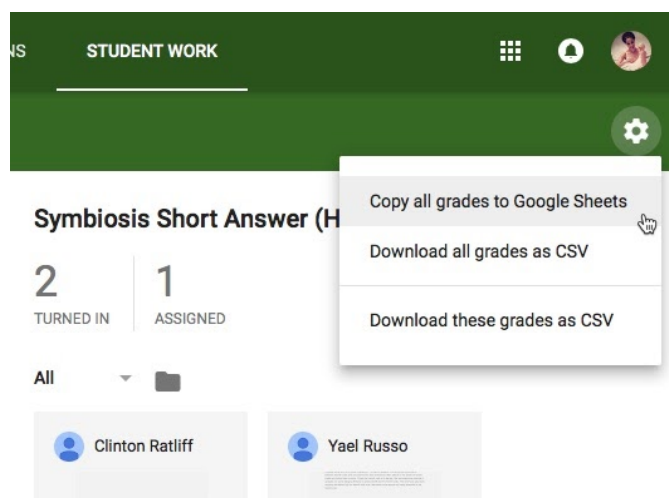 NS STUDENT WORK
Copy all grades to Google Sheets
Symbiosis Short Answer (H
Download all grades as CSV
2 1
TURNED IN ASSIGNED
Download these grades as CSV
All
Clinton Ratliff Yael Russo